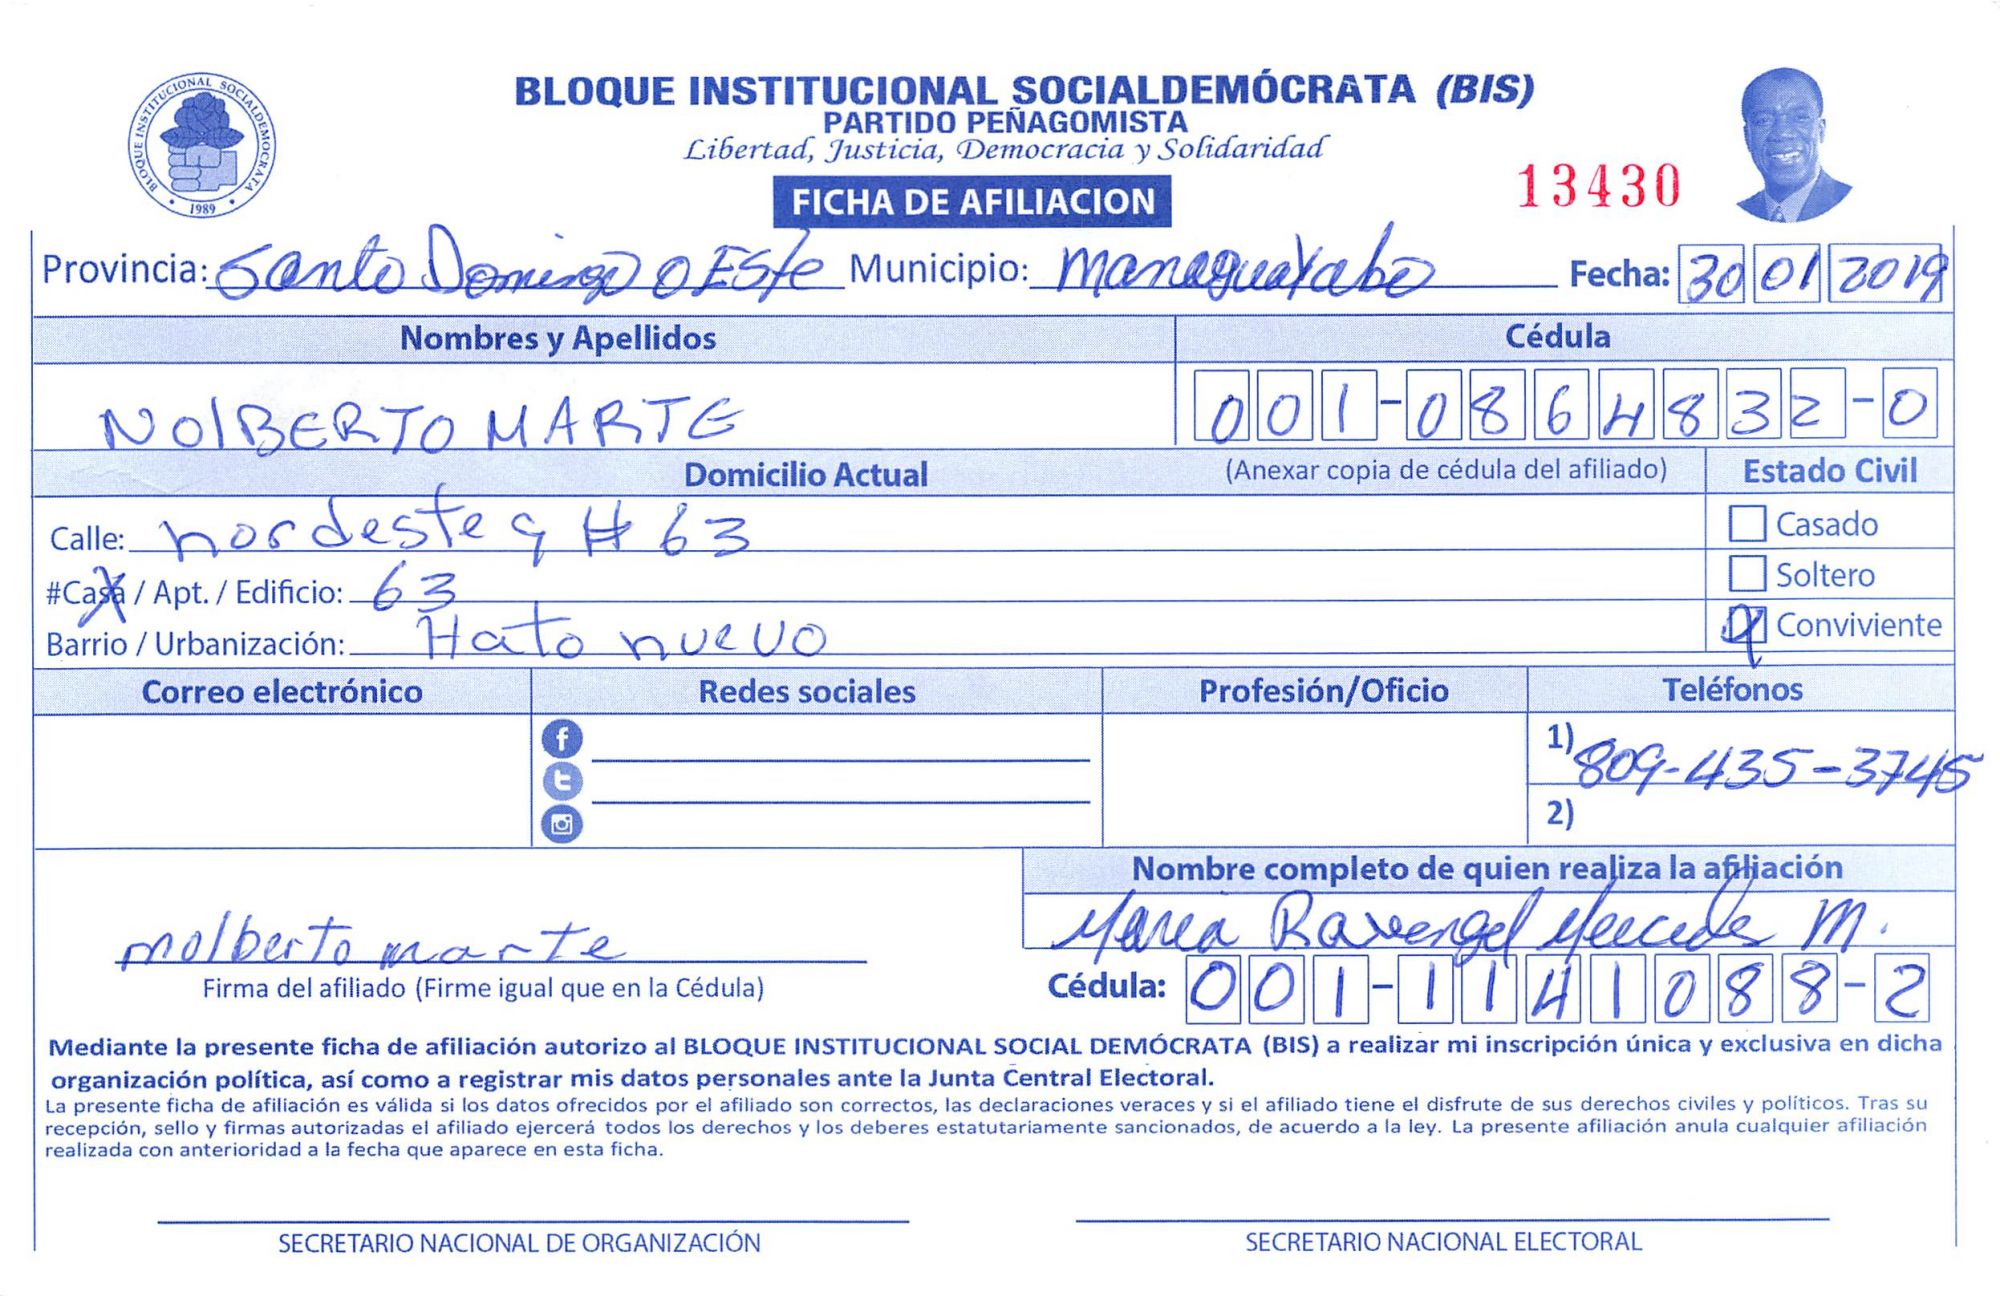 BLOQUE INSTITUCIONAL SOCIALDEMOCRATA
1989
BLOQUE INSTITUCIONAL SOCIALDEMÓCRATA (BIS)
PARTIDO PEÑAGOMISTA
Libertad, Justicia, Democracia y Solidaridad
FICHA DE AFILIACION
13430
Provincia: Santo Domingo OEste Municipio: Manoguayabo Fecha: 30 01 2019
Nombres y Apellidos Cédula
NOlBERTO MARTE 001-0864832-0
Domicilio Actual (Anexar copia de cédula del afiliado) Estado Civil
Calle: nordeste 9 # 63 Casado
#Casa / Apt. / Edificio: 63 Soltero
Barrio / Urbanización: Hato nuevo Conviviente
Correo electrónico Redes sociales Profesión/Oficio Teléfonos
1) 809-435-3745
2)
Nombre completo de quien realiza la afiliación
Maria Mercedes M.
nolberto marte
Firma del afiliado (Firme igual que en la Cédula) Cédula: 001-1141088-2
Mediante la presente ficha de afiliación autorizo al BLOQUE INSTITUCIONAL SOCIAL DEMÓCRATA (BIS) a realizar mi inscripción única y exclusiva en dicha
organización política, así como a registrar mis datos personales ante la Junta Central Electoral.
La presente ficha de afiliación es válida si los datos ofrecidos por el afiliado son correctos, las declaraciones veraces y si el afiliado tiene el disfrute de sus derechos civiles y políticos. Tras su
recepción, sello y firmas autorizadas el afiliado ejercerá todos los derechos y los deberes estatutariamente sancionados, de acuerdo a la ley. La presente afiliación anula cualquier afiliación
realizada con anterioridad a la fecha que aparece en esta ficha.
SECRETARIO NACIONAL DE ORGANIZACIÓN SECRETARIO NACIONAL ELECTORAL